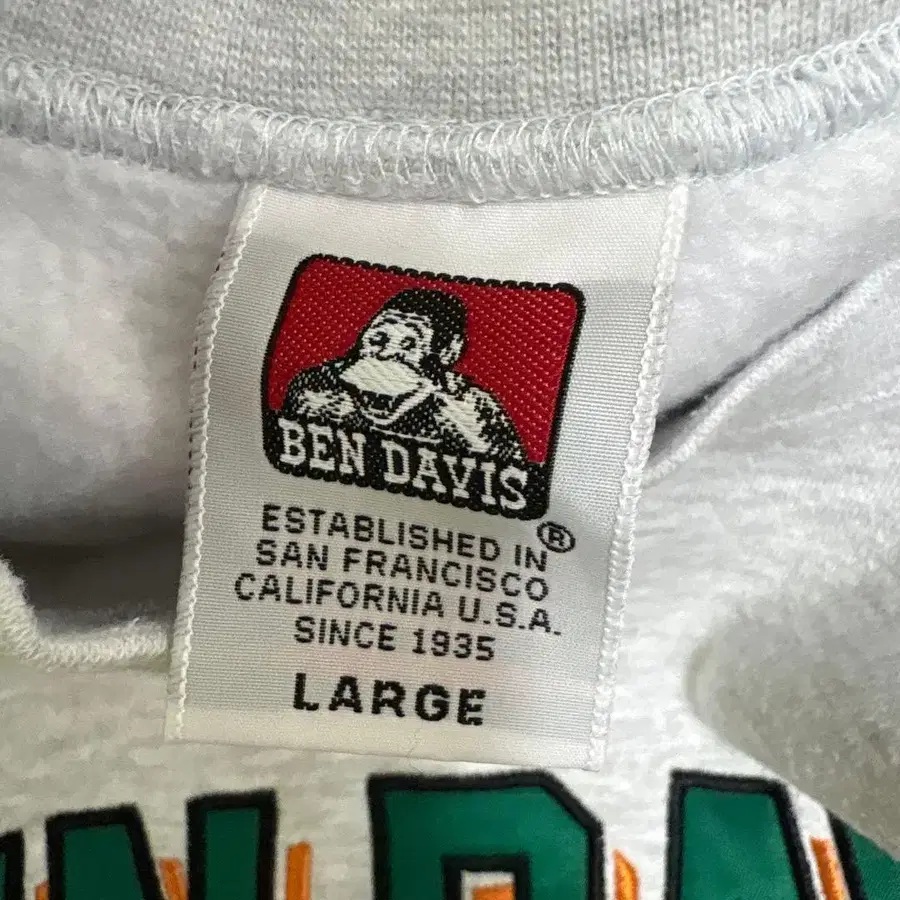 BEN DAVIS
®
ESTABLISHED IN
SAN FRANCISCO
CALIFORNIA U.S.A.
SINCE 1935
LARGE